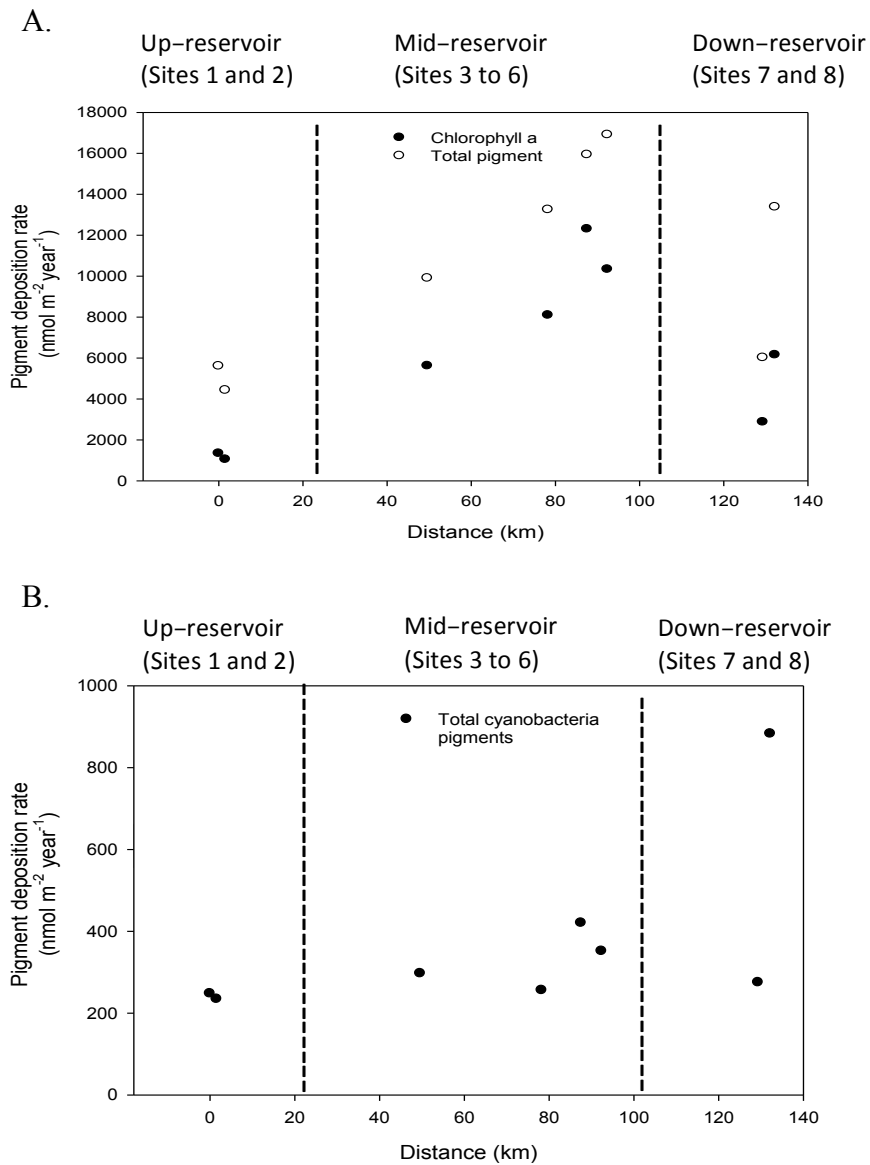 A.
Up−reservoir
(Sites 1 and 2)
Mid-reservoir
(Sites 3 to 6)
Down-reservoir
(Sites 7 and 8)
Pigment deposition rate
(nmol m⁻² year⁻¹)
18000
16000
14000
12000
10000
8000
6000
4000
2000
0
Chlorophyll a
Total pigment
0
20
40
60
80
100
120
140
Distance (km)
B.
Up−reservoir
(Sites 1 and 2)
Mid-reservoir
(Sites 3 to 6)
Down-reservoir
(Sites 7 and 8)
Pigment deposition rate
(nmol m⁻² year⁻¹)
1000
800
600
400
200
0
Total cyanobacteria
pigments
0
20
40
60
80
100
120
140
Distance (km)